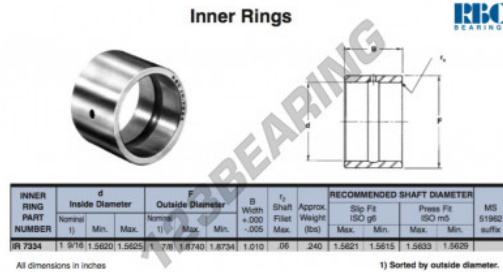 Inner Rings
RBC
BEARINGS
123BEARING
B
r₂
d
F
INNER RING PART NUMBER
d Inside Diameter
Nominal 1) Min. Max.
F Outside Diameter
Nominal 1) Max. Min.
B Width +.000 -.005
r₂ Shaft Fillet Max.
Approx. Weight (lbs)
RECOMMENDED SHAFT DIAMETER
Slip Fit ISO g6
Max. Min.
Press Fit ISO m5
Max. Min.
MS 51962 suffix
IR 7334 1 9/16 1.5620 1.5625 1 7/8 1.8740 1.8734 1.010 .06 .240 1.5621 1.5615 1.5633 1.5629
All dimensions in inches
1) Sorted by outside diameter.